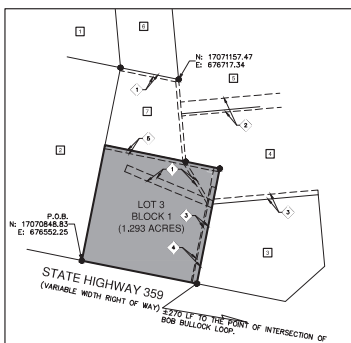 1
6
N: 17071157.47
E: 676717.34
5
1
7
2
2
6
4
1
LOT 3
BLOCK 1
(1.293 ACRES)
3
3
P.O.B.
N: 17070848.83
E: 676552.25
4
3
STATE HIGHWAY 359
(VARIABLE WIDTH RIGHT OF WAY)
±270 LF TO THE POINT OF INTERSECTION OF
BOB BULLOCK LOOP.